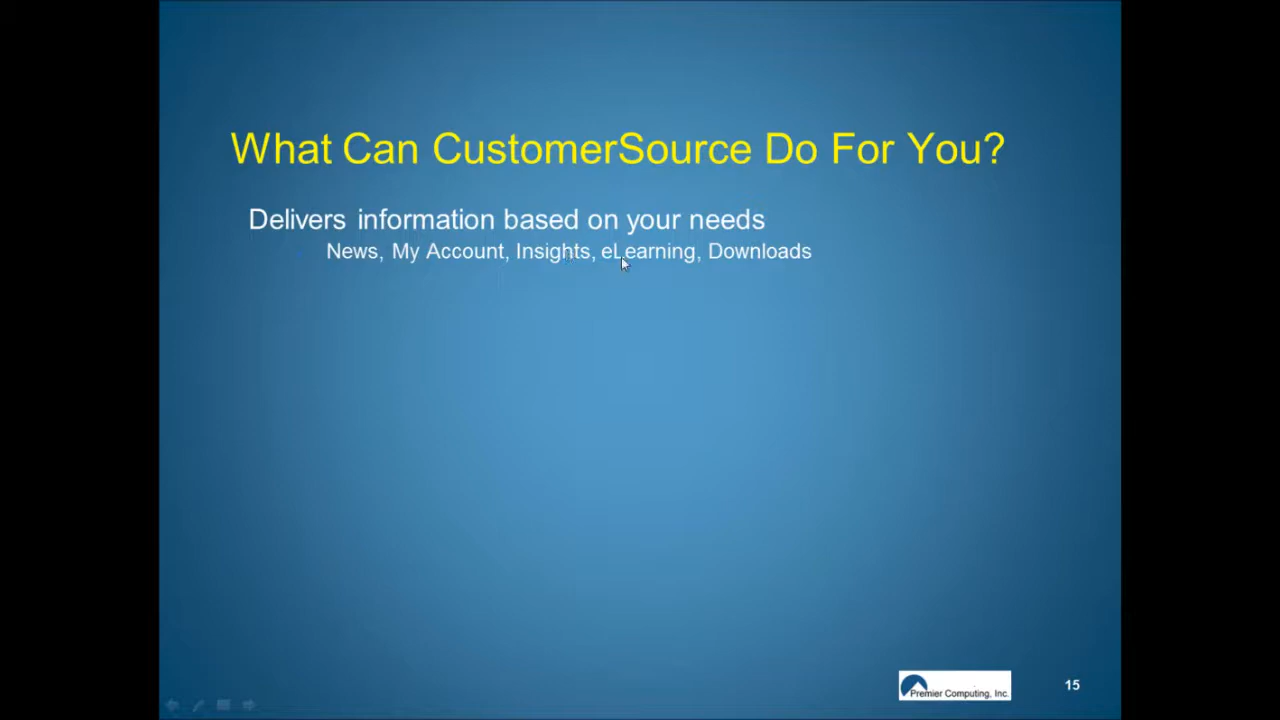 What Can CustomerSource Do For You?
Delivers information based on your needs
News, My Account, Insights, eLearning, Downloads
Premier Computing, Inc.
15